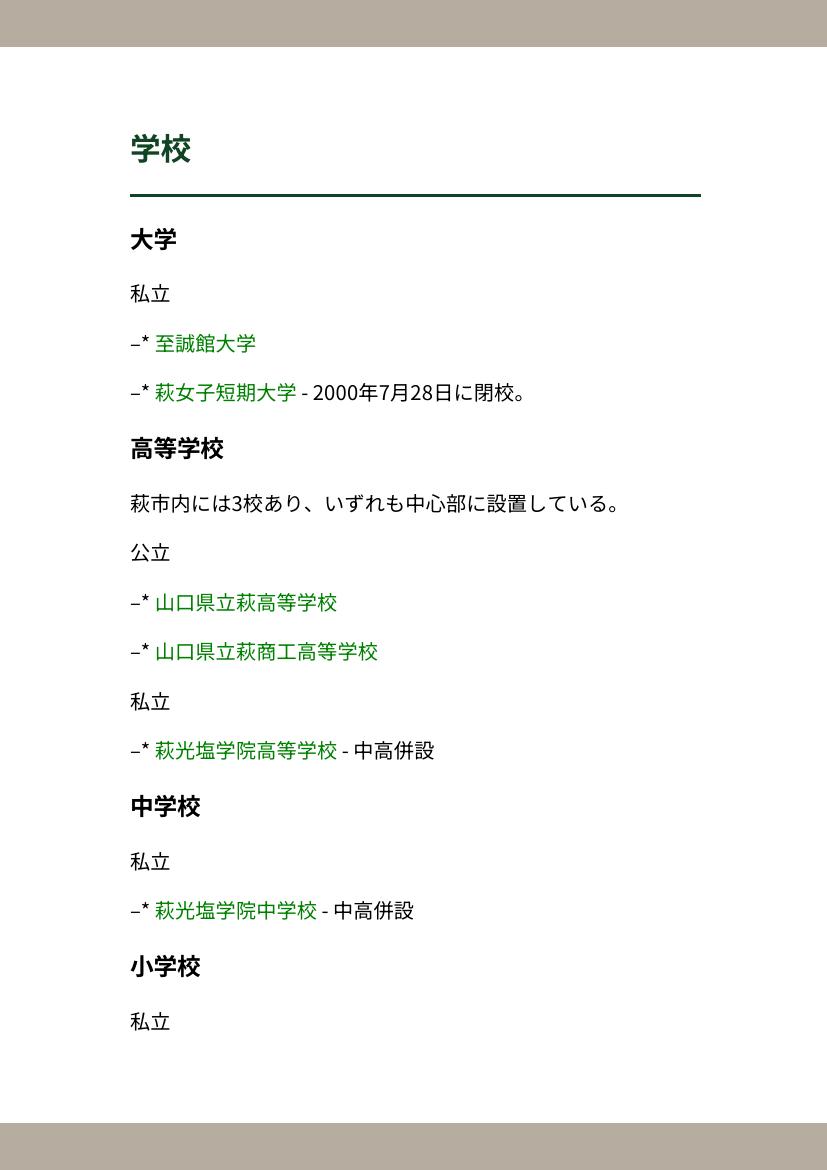 学校
大学
私立
–* 至誠館大学
–* 萩女子短期大学 - 2000年7月28日に閉校。
高等学校
萩市内には3校あり、いずれも中心部に設置している。
公立
–* 山口県立萩高等学校
–* 山口県立萩商工高等学校
私立
–* 萩光塩学院高等学校 - 中高併設
中学校
私立
–* 萩光塩学院中学校 - 中高併設
小学校
私立